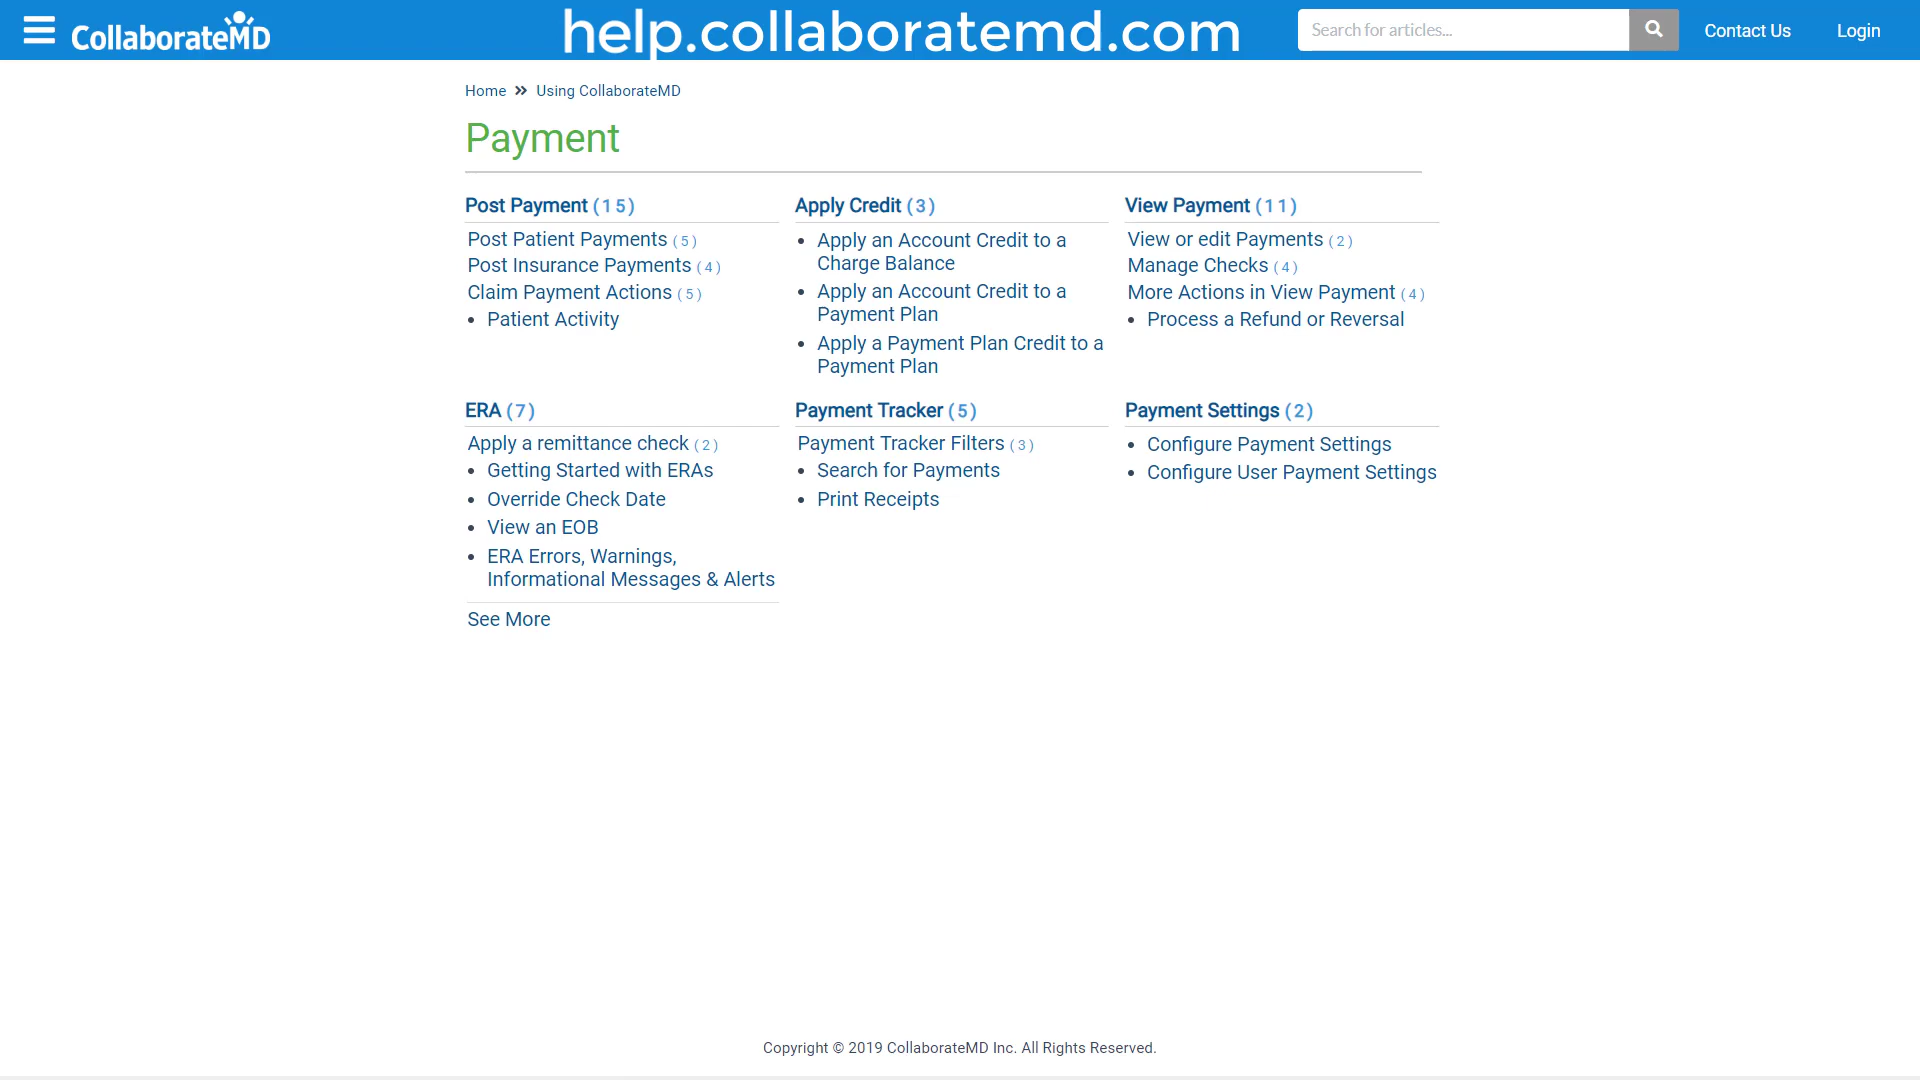 CollaborateMD
help.collaboratemd.com
Search for articles...
Contact Us
Login
Home » Using CollaborateMD
Payment
Post Payment (15)
Post Patient Payments (5)
Post Insurance Payments (4)
Claim Payment Actions (5)
• Patient Activity
Apply Credit (3)
• Apply an Account Credit to a
Charge Balance
• Apply an Account Credit to a
Payment Plan
• Apply a Payment Plan Credit to a
Payment Plan
View Payment (11)
View or edit Payments (2)
Manage Checks (4)
More Actions in View Payment (4)
• Process a Refund or Reversal
ERA (7)
Apply a remittance check (2)
• Getting Started with ERAs
• Override Check Date
• View an EOB
• ERA Errors, Warnings,
Informational Messages & Alerts
See More
Payment Tracker (5)
Payment Tracker Filters (3)
• Search for Payments
• Print Receipts
Payment Settings (2)
• Configure Payment Settings
• Configure User Payment Settings
Copyright © 2019 CollaborateMD Inc. All Rights Reserved.